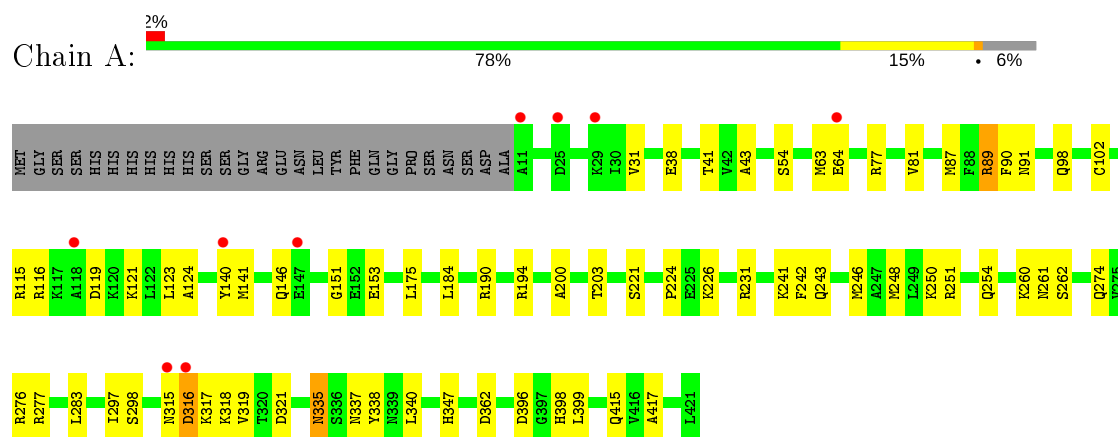 2%
Chain A:
78% 15% • 6%
MET GLY SER SER HIS HIS HIS HIS HIS HIS SER SER GLY ARG GLU ASN LEU TYR PHE GLN GLY PRO SER ASN ASP ALA A11 D25 K29 I30 V31 E38 T41 V42 A43 S54 M63 E64 R77 V81 M87 F88 R89 F90 N91 Q98 C102
R115 R116 K117 A118 D119 K120 K121 L122 L123 A124 Y140 M141 Q146 E147 G151 E152 E153 L175 L184 R190 R194 A200 T203 S221 P224 E225 K226 R231 K241 F242 Q243 M246 A247 M248 L249 K250 R251 Q254 K260 N261 S262 Q274 V275
R276 R277 L283 I297 S298 N315 D316 K317 K318 V319 T320 D321 N335 S336 N337 Y338 N339 L340 H347 D362 D396 G397 H398 L399 Q415 V416 A417 L421